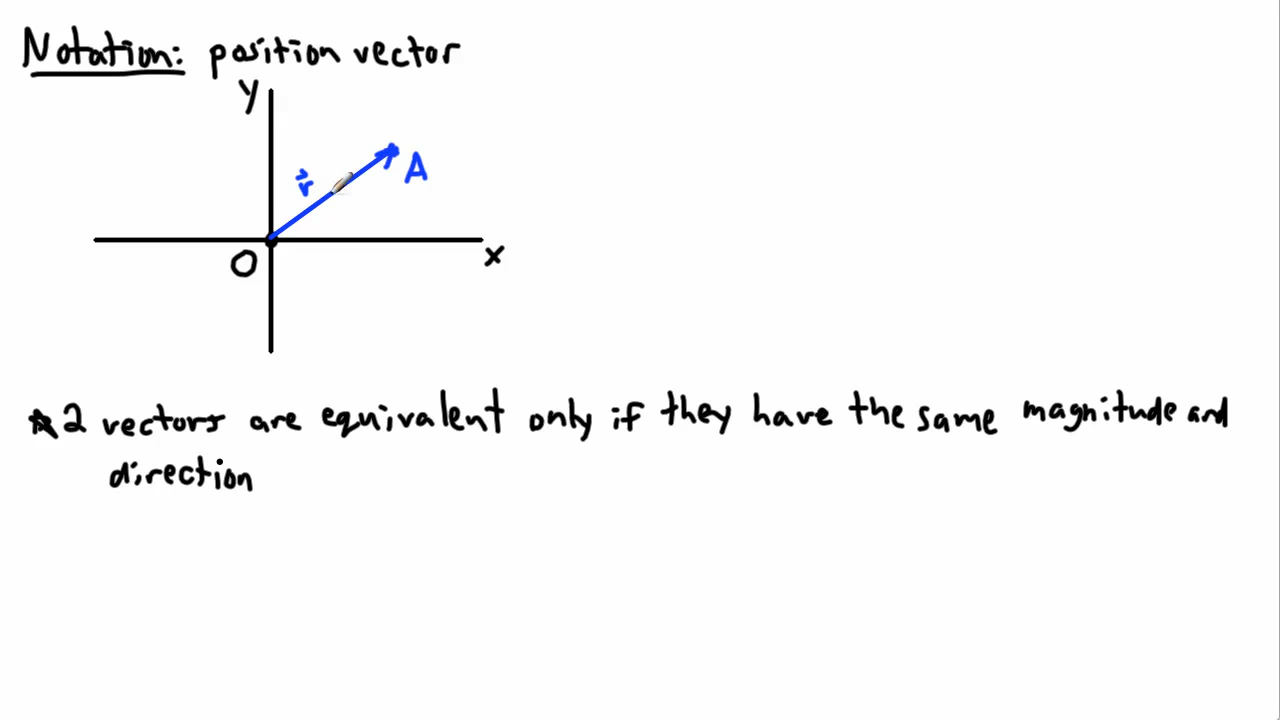 Notation: position vector
y
r⃗
A
O
x
*2 vectors are equivalent only if they have the same magnitude and
direction